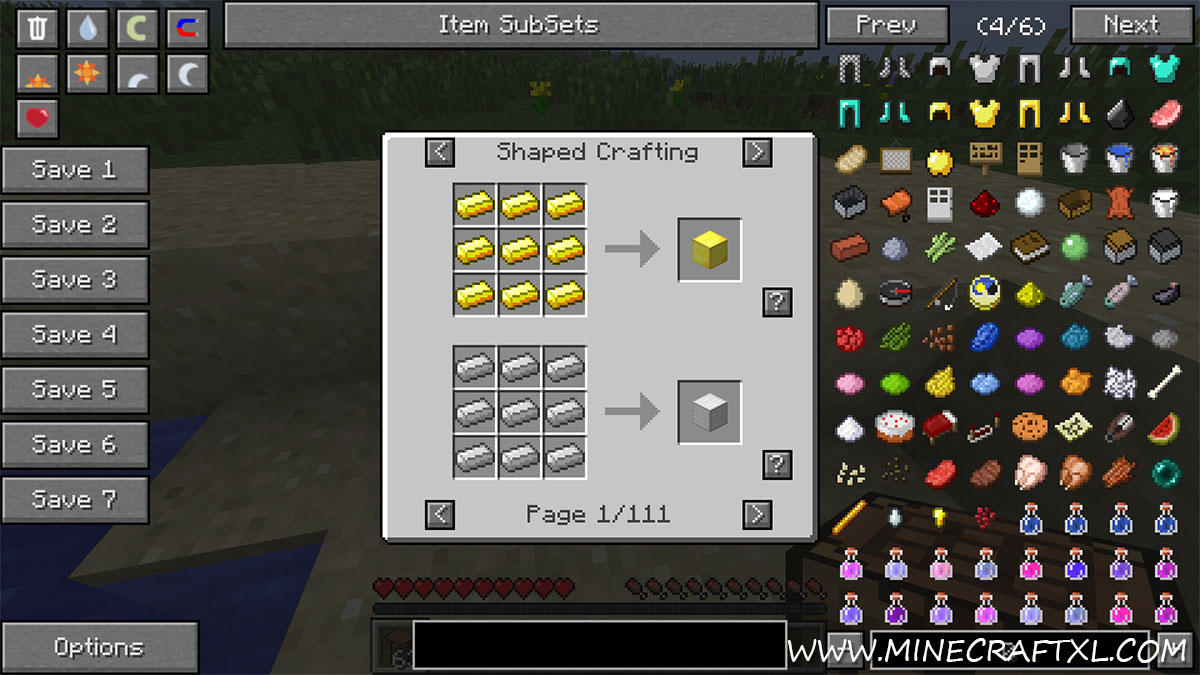 Item SubSets
Prev
(4/6)
Next
Shaped Crafting
Save 1
Save 2
Save 3
Save 4
Save 5
Save 6
Save 7
?
?
Page 1/111
Options
WWW.MINECRAFTXL.COM